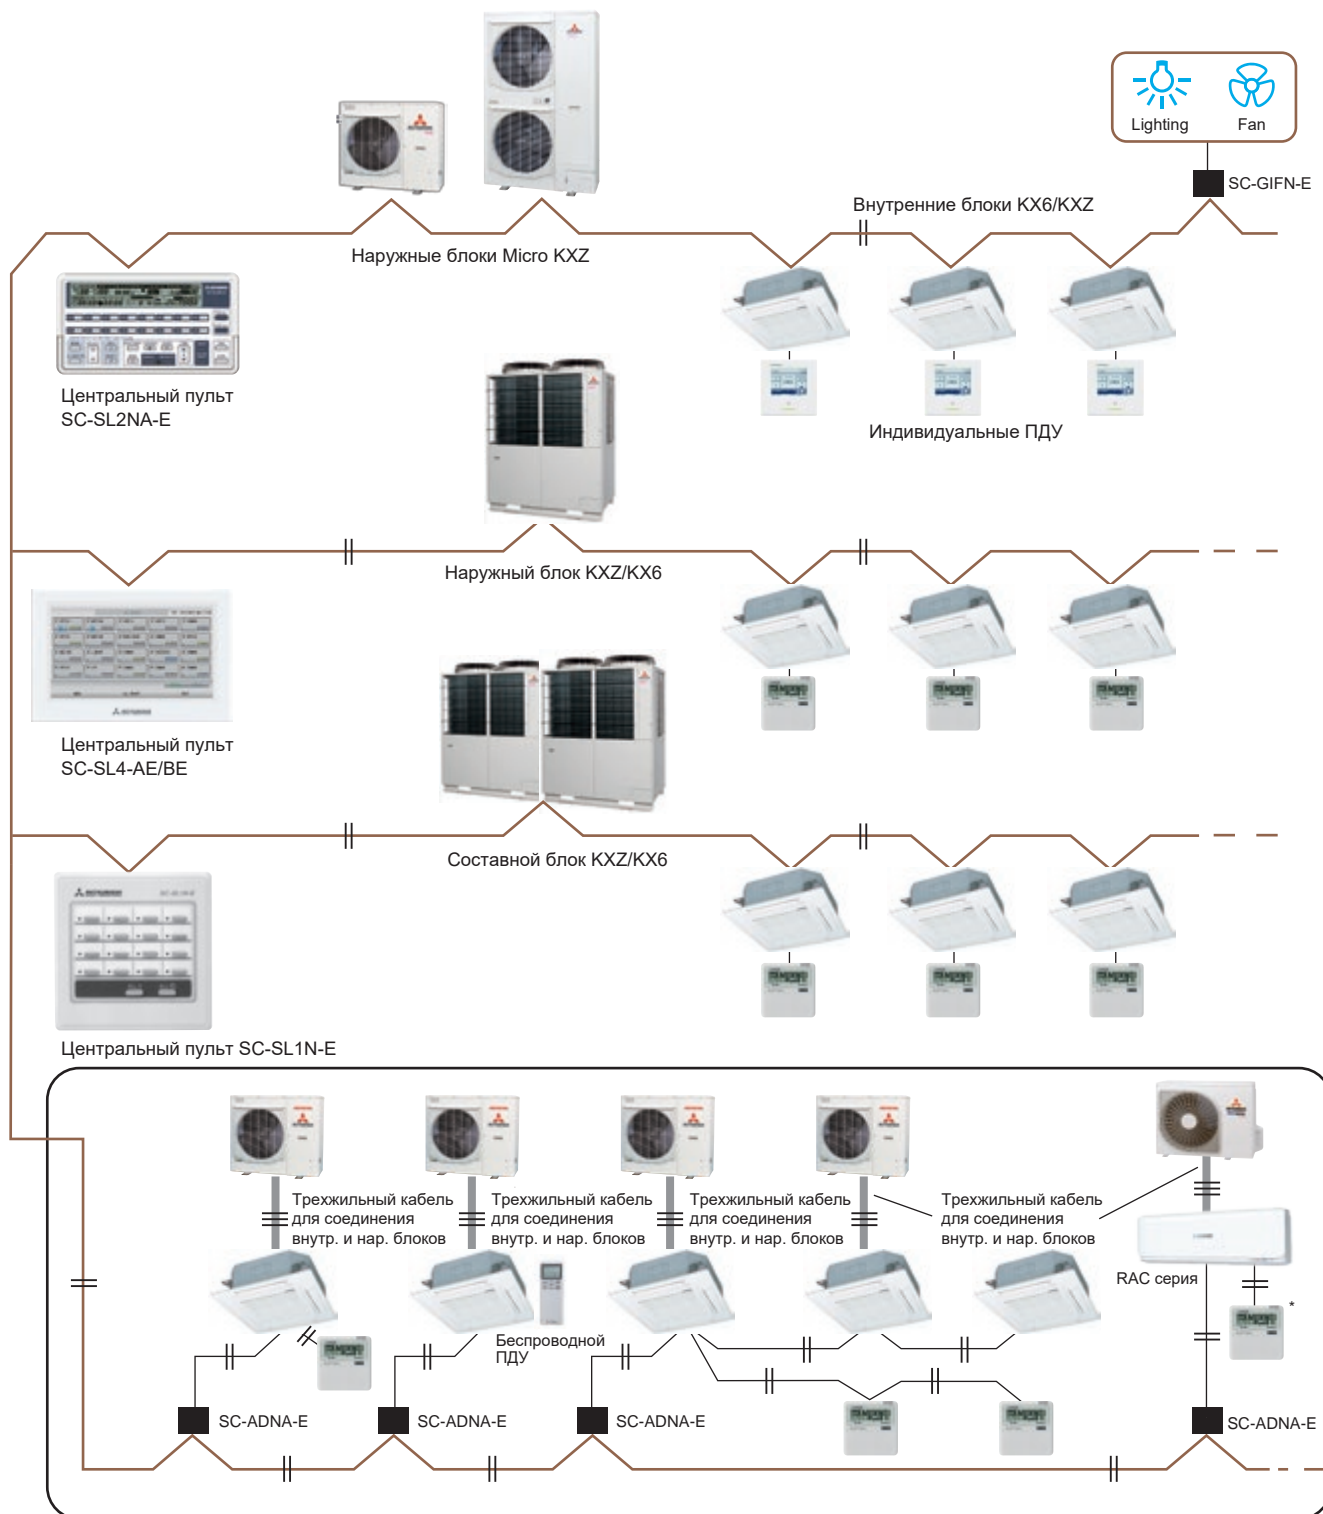 Lighting
Fan
SC-GIFN-E
Внутренние блоки KX6/KXZ
Наружные блоки Micro KXZ
Центральный пульт
SC-SL2NA-E
Индивидуальные ПДУ
Наружный блок KXZ/KX6
Центральный пульт
SC-SL4-AE/BE
Составной блок KXZ/KX6
Центральный пульт SC-SL1N-E
Трехжильный кабель
для соединения
внутр. и нар. блоков
Трехжильный кабель
для соединения
внутр. и нар. блоков
Трехжильный кабель
для соединения
внутр. и нар. блоков
Трехжильный кабель
для соединения
внутр. и нар. блоков
RAC серия
*
Беспроводной
ПДУ
SC-ADNA-E
SC-ADNA-E
SC-ADNA-E
SC-ADNA-E